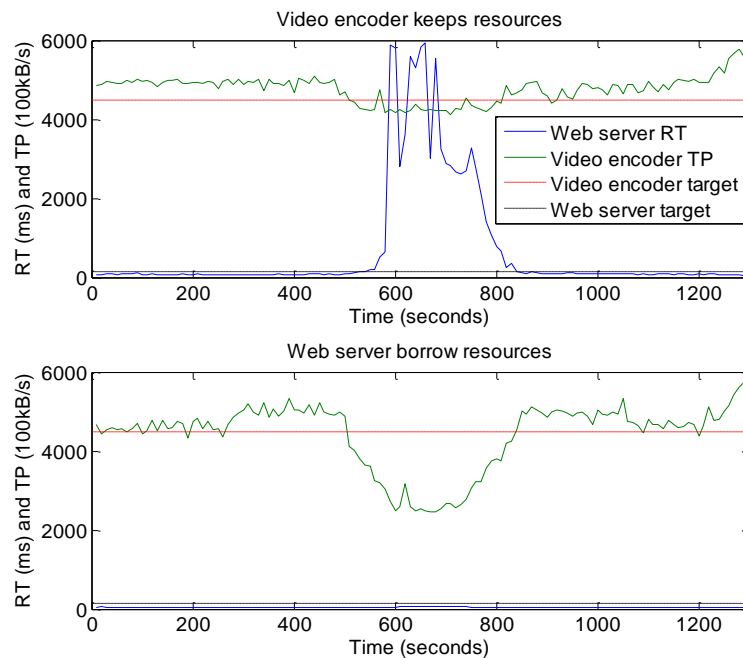 Video encoder keeps resources
6000
4000
2000
0
RT (ms) and TP (100kB/s)
Web server RT
Video encoder TP
Video encoder target
Web server target
0 200 400 600 800 1000 1200
Time (seconds)
Web server borrow resources
6000
4000
2000
0
RT (ms) and TP (100kB/s)
0 200 400 600 800 1000 1200
Time (seconds)